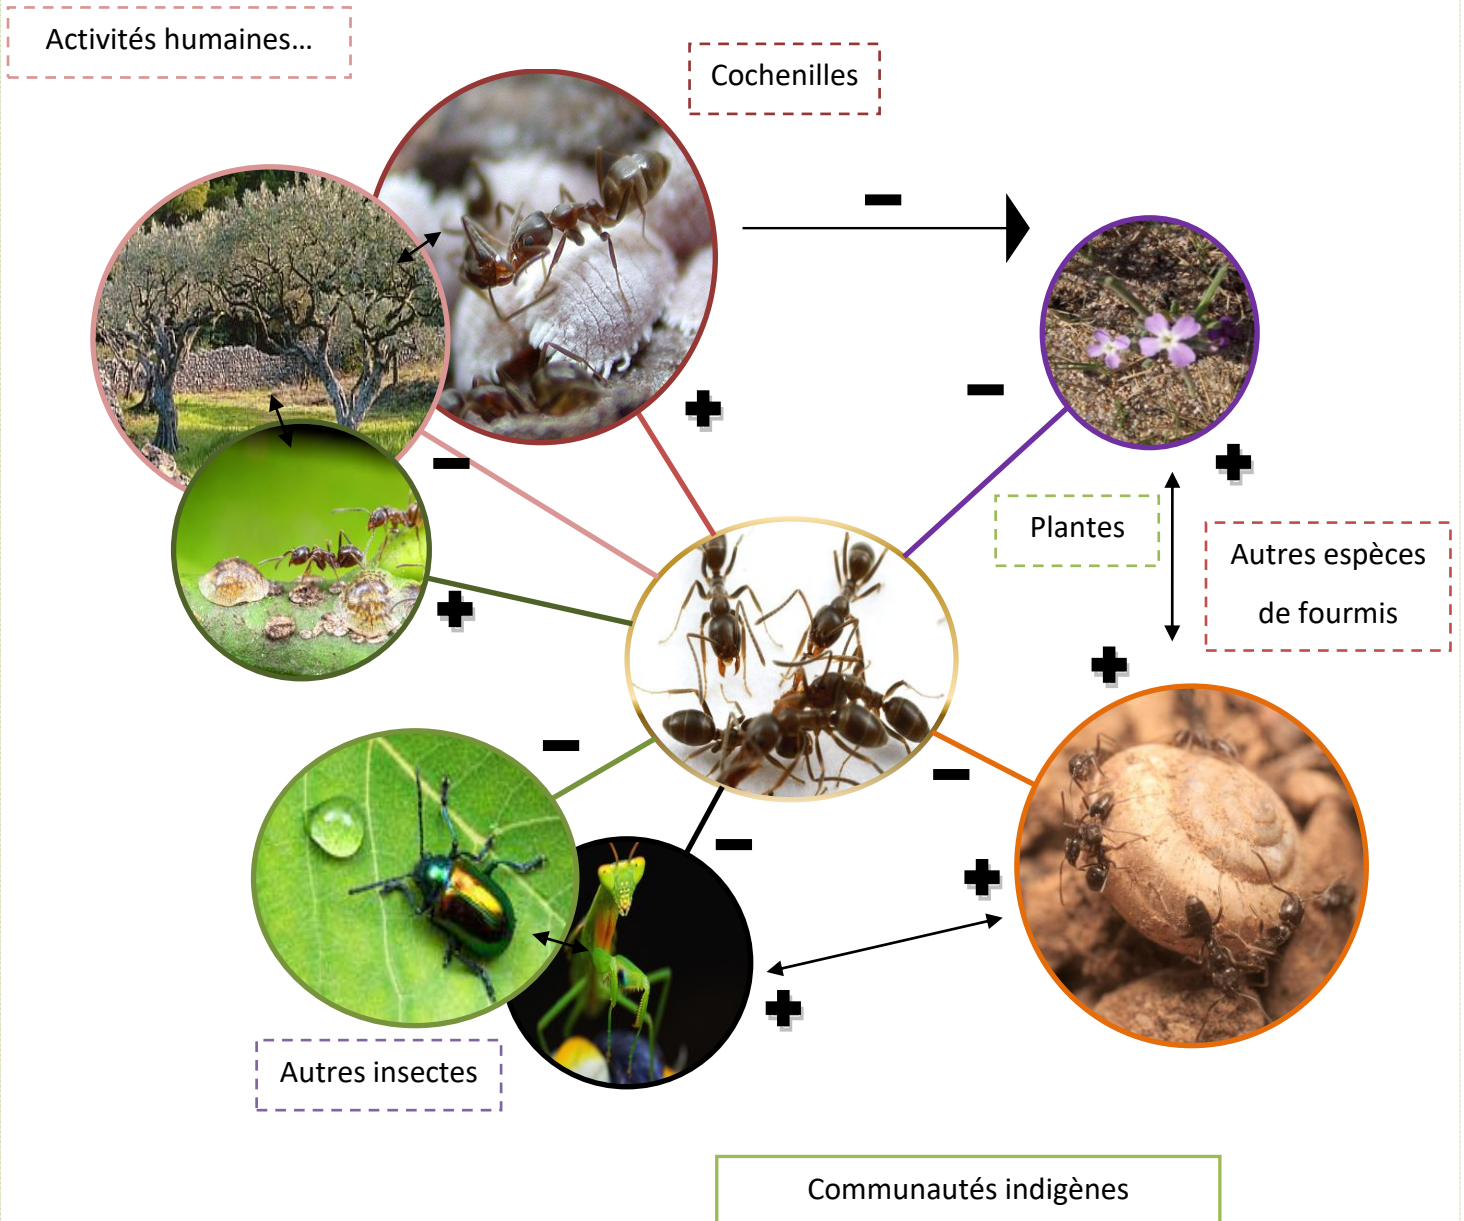 Activités humaines…
Cochenilles
Plantes
Autres espèces
de fourmis
Autres insectes
Communautés indigènes